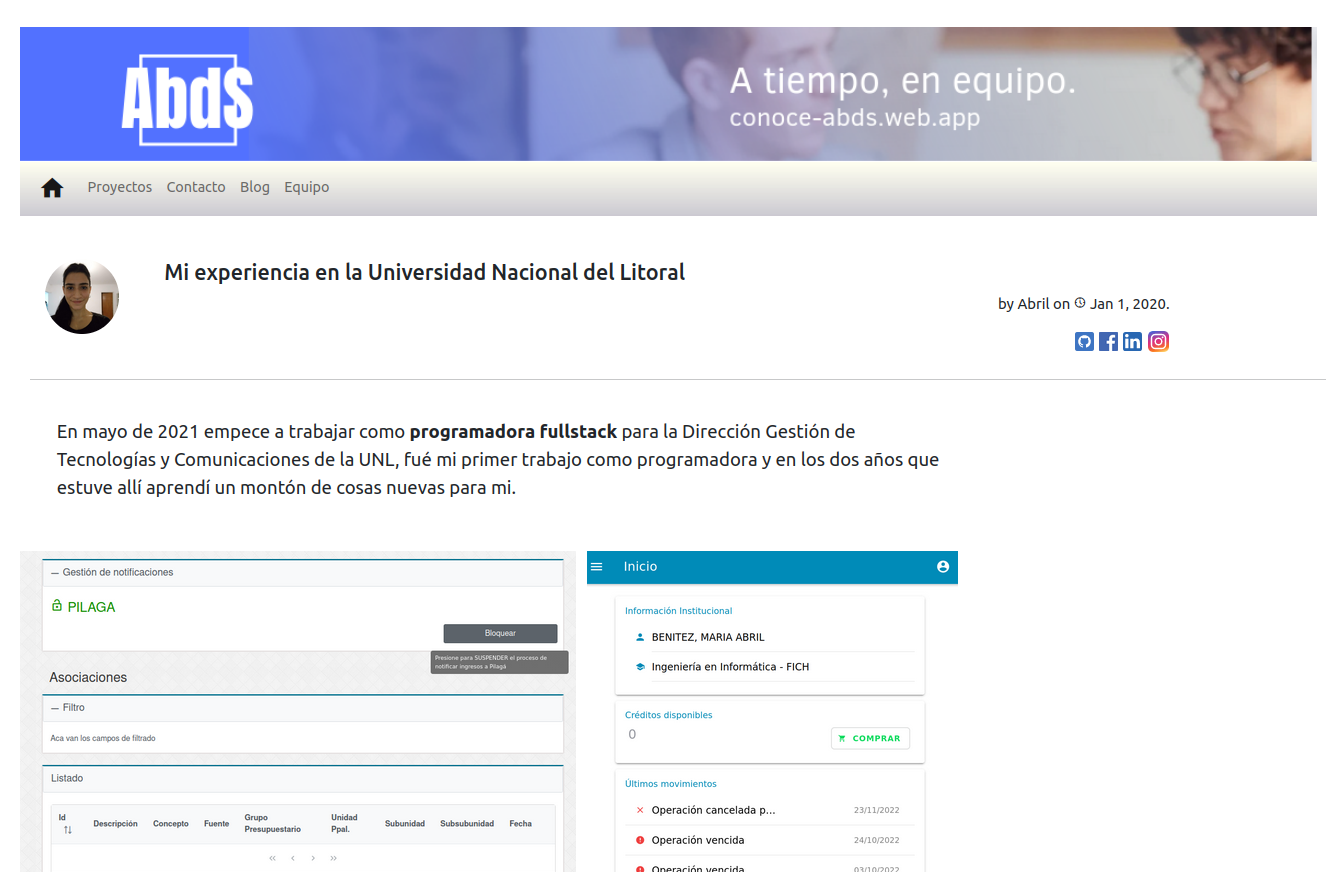 AbdS
A tiempo, en equipo.
conoce-abds.web.app
Proyectos Contacto Blog Equipo
Mi experiencia en la Universidad Nacional del Litoral
by Abril on Jan 1, 2020.
En mayo de 2021 empece a trabajar como programadora fullstack para la Dirección Gestión de
Tecnologías y Comunicaciones de la UNL, fué mi primer trabajo como programadora y en los dos años que
estuve allí aprendí un montón de cosas nuevas para mi.
— Gestión de notificaciones
PILAGA
Bloquear
Presione para SUSPENDER el proceso de
notificar ingresos a Pilagá
Asociaciones
— Filtro
Aca van los campos de filtrado
Listado
Id Descripción Concepto Fuente Grupo Presupuestario Unidad Ppal. Subunidad Subsubunidad Fecha
Inicio
Información Institucional
BENITEZ, MARIA ABRIL
Ingeniería en Informática - FICH
Créditos disponibles
0
COMPRAR
Últimos movimientos
Operación cancelada p... 23/11/2022
Operación vencida 24/10/2022
Operación vencida 03/10/2022